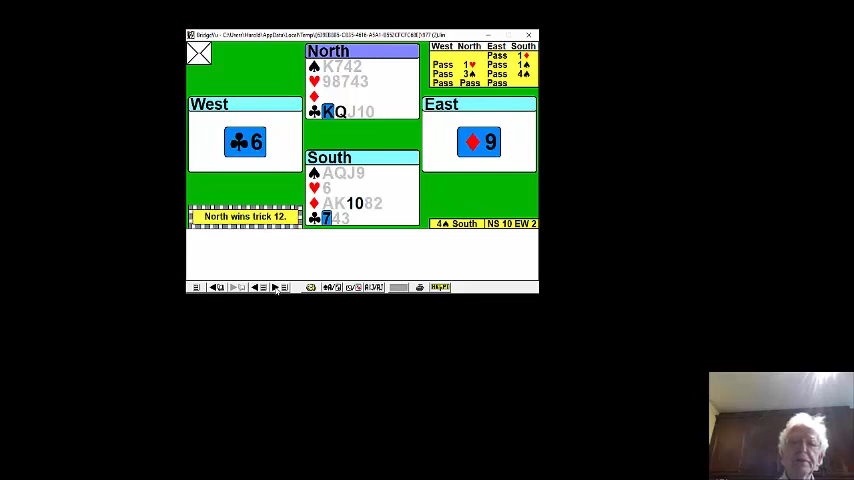 North
♠ K742
♥ 98743
♦
♣ KQJ10
West North East South
Pass 1♦
Pass 1♥ Pass 1♠
Pass 3♠ Pass 4♠
Pass Pass Pass
West
East
♣ 6
♦ 9
South
♠ AQJ9
♥ 6
♦ AK1082
♣ 743
North wins trick 12.
4♠ South NS 10 EW 2
HELP!